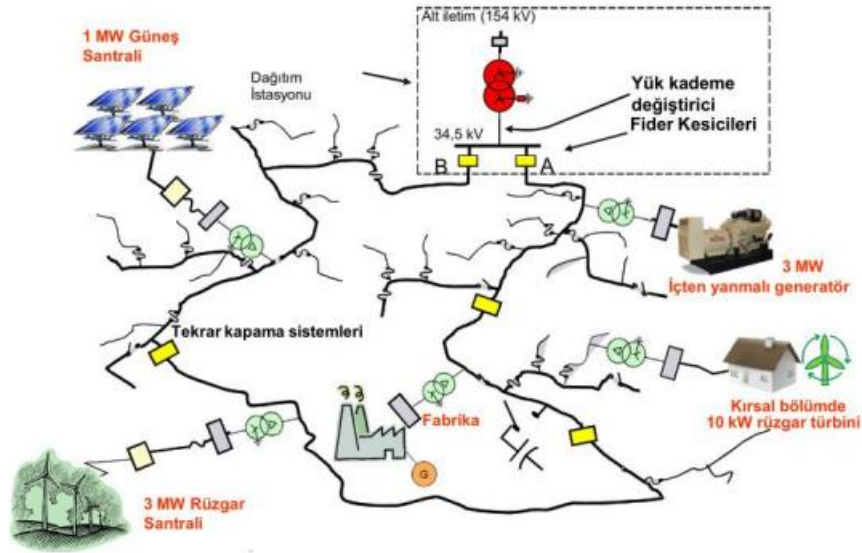 Alt iletim (154 kV)
1 MW Güneş
Santrali
Dağıtım
İstasyonu
Yük kademe
değiştirici
Fider Kesicileri
34,5 kV
B
A
3 MW
İçten yanmalı generatör
Tekrar kapama sistemleri
Fabrika
G
Kırsal bölümde
10 kW rüzgar türbini
3 MW Rüzgar
Santrali